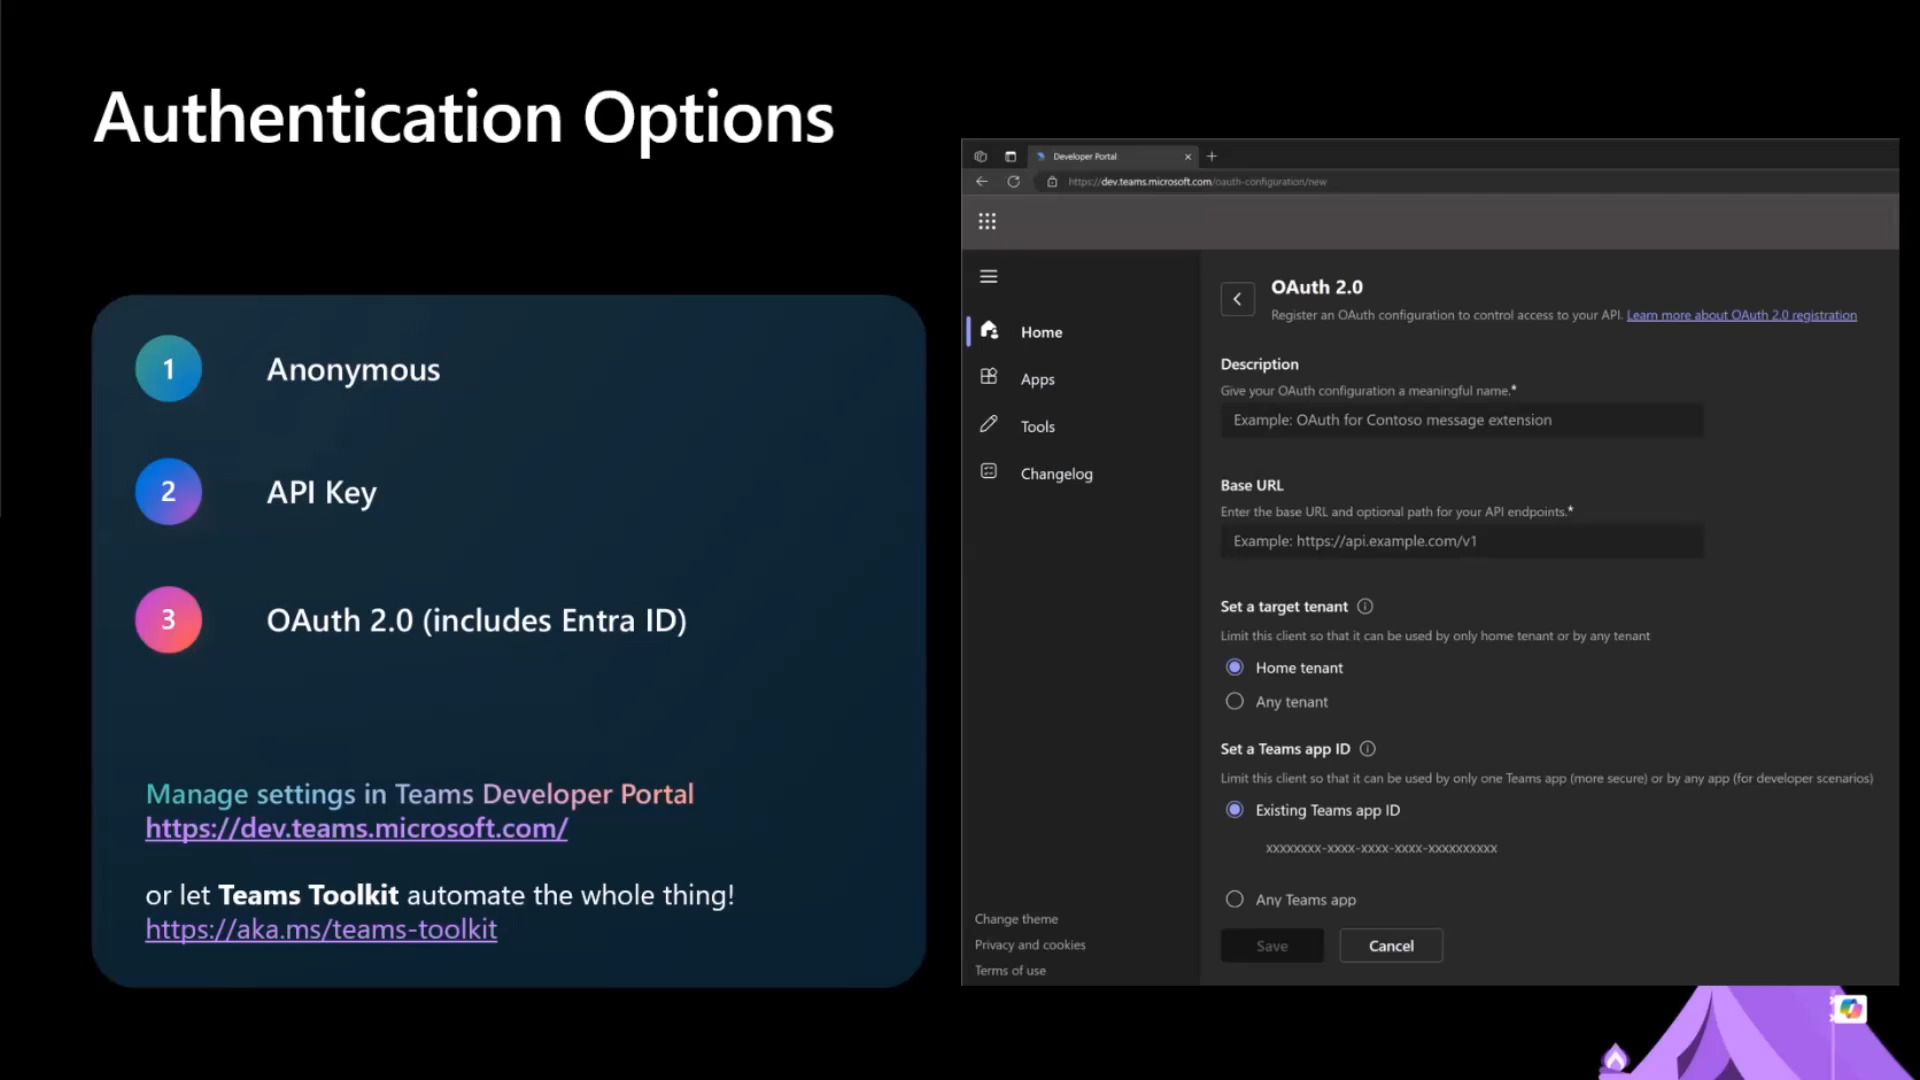 Authentication Options
1 Anonymous
2 API Key
3 OAuth 2.0 (includes Entra ID)
Manage settings in Teams Developer Portal
https://dev.teams.microsoft.com/
or let Teams Toolkit automate the whole thing!
https://aka.ms/teams-toolkit
Developer Portal
https://dev.teams.microsoft.com/oauth-configuration/new
Home
Apps
Tools
Changelog
Change theme
Privacy and cookies
Terms of use
OAuth 2.0
Register an OAuth configuration to control access to your API. Learn more about OAuth 2.0 registration
Description
Give your OAuth configuration a meaningful name.*
Example: OAuth for Contoso message extension
Base URL
Enter the base URL and optional path for your API endpoints.*
Example: https://api.example.com/v1
Set a target tenant
Limit this client so that it can be used by only home tenant or by any tenant
Home tenant
Any tenant
Set a Teams app ID
Limit this client so that it can be used by only one Teams app (more secure) or by any app (for developer scenarios)
Existing Teams app ID
xxxxxxxx-xxxx-xxxx-xxxx-xxxxxxxxxx
Any Teams app
Save
Cancel